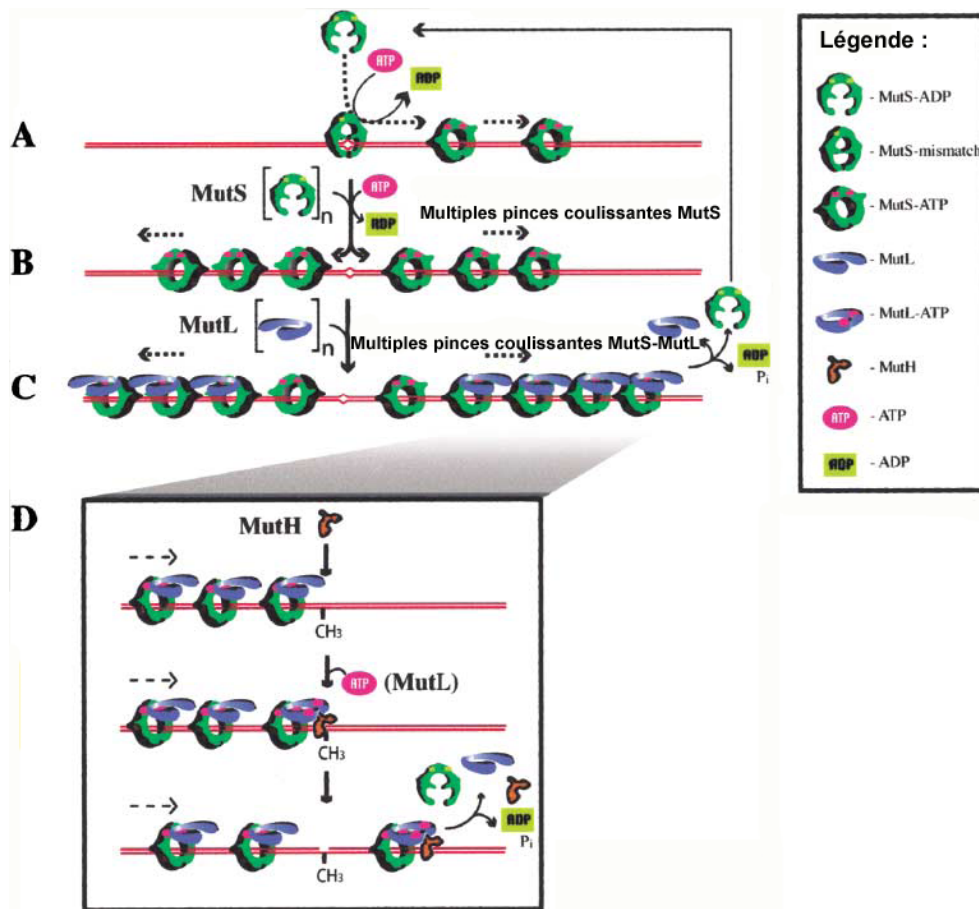 Légende :
ATP
ADP
- MutS-ADP
A
- MutS-mismatch
MutS [ ]n
ATP
ADP
Multiples pinces coulissantes MutS
- MutS-ATP
B
- MutL
MutL [ ]n
Multiples pinces coulissantes MutS-MutL
- MutL-ATP
ADP
Pi
C
- MutH
ATP - ATP
ADP - ADP
D
MutH
CH3
ATP (MutL)
CH3
ADP
Pi
CH3